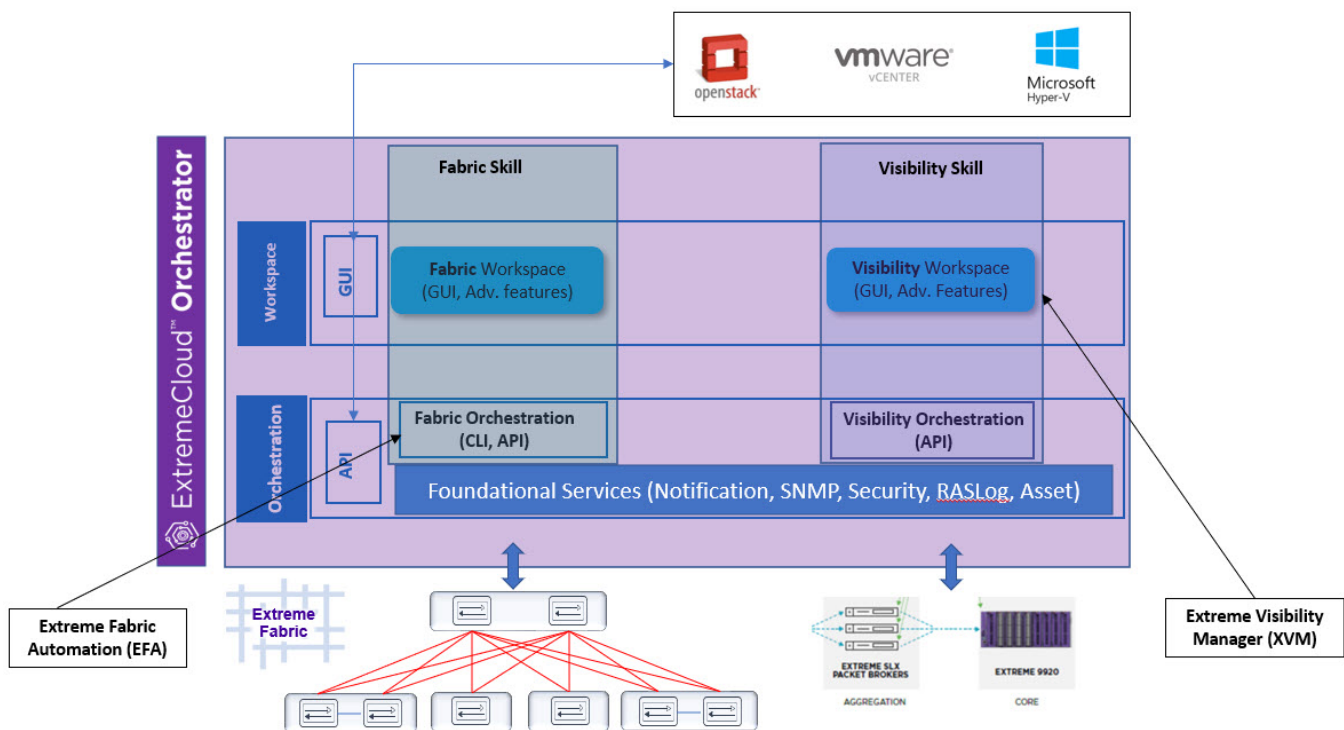 openstack™
vmware®
vCENTER
Microsoft
Hyper-V
ExtremeCloud™ Orchestrator
Fabric Skill
Visibility Skill
Workspace
GUI
Fabric Workspace
(GUI, Adv. features)
Visibility Workspace
(GUI, Adv. Features)
Orchestration
API
Fabric Orchestration
(CLI, API)
Visibility Orchestration
(API)
Foundational Services (Notification, SNMP, Security, RASLog, Asset)
Extreme Fabric
Automation (EFA)
Extreme
Fabric
EXTREME SLX
PACKET BROKERS
AGGREGATION
EXTREME 9920
CORE
Extreme Visibility
Manager (XVM)